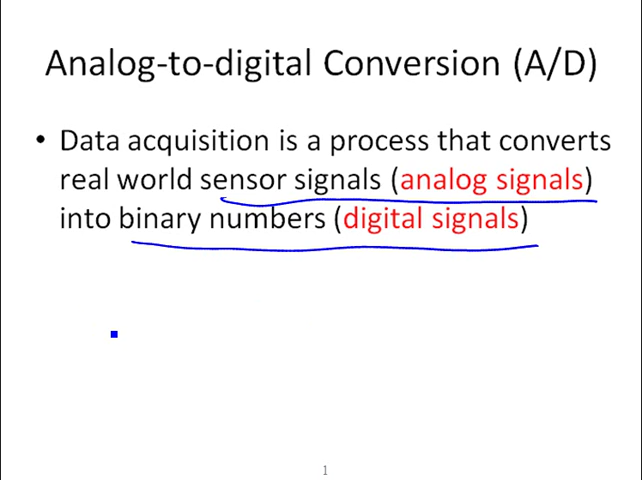 Analog-to-digital Conversion (A/D)
• Data acquisition is a process that converts
real world sensor signals (analog signals)
into binary numbers (digital signals)
1